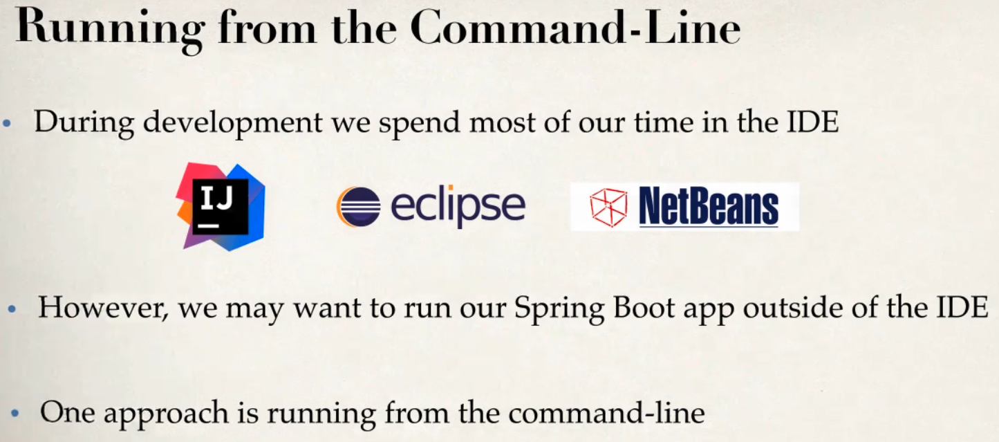 Running from the Command-Line
• During development we spend most of our time in the IDE
IJ eclipse NetBeans
• However, we may want to run our Spring Boot app outside of the IDE
• One approach is running from the command-line